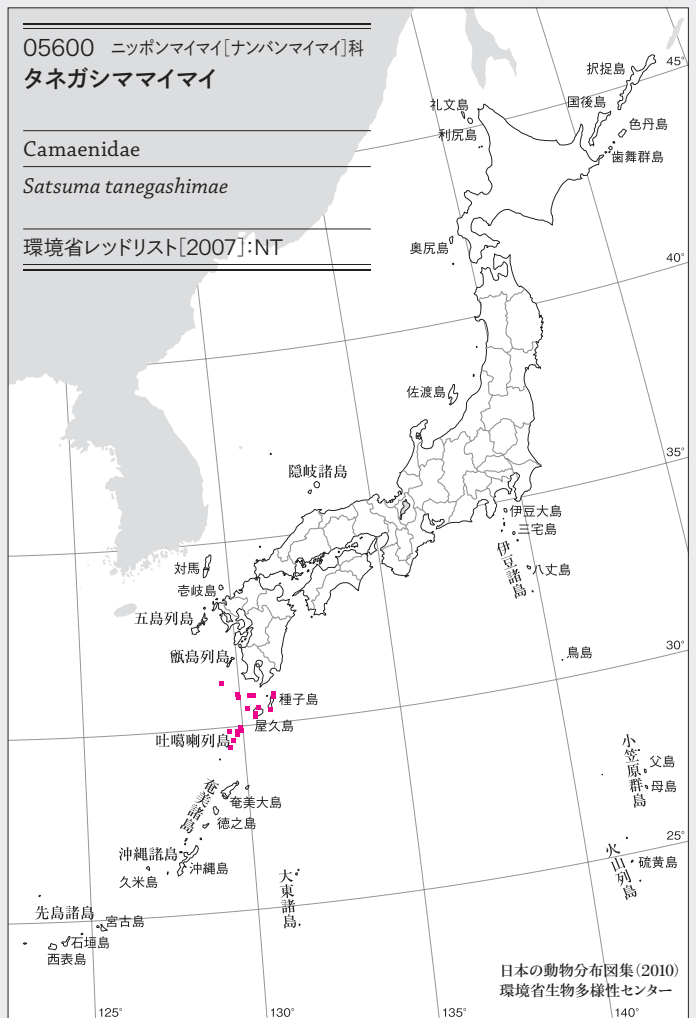 05600 ニッポンマイマイ[ナンバンマイマイ]科
タネガシママイマイ
Camaenidae
Satsuma tanegashimae
環境省レッドリスト[2007]:NT
択捉島
45°
礼文島
国後島
利尻島
色丹島
歯舞群島
奥尻島
40°
佐渡島
35°
隠岐諸島
伊豆大島
三宅島
伊豆諸島
八丈島
対馬
壱岐島
五島列島
甑島列島
鳥島
30°
種子島
屋久島
吐噶喇列島
小笠原群島
父島
母島
奄美諸島
奄美大島
徳之島
25°
沖縄諸島
沖縄島
久米島
火山列島
硫黄島
大東諸島
先島諸島
宮古島
石垣島
西表島
日本の動物分布図集(2010)
環境省生物多様性センター
125°
130°
135°
140°